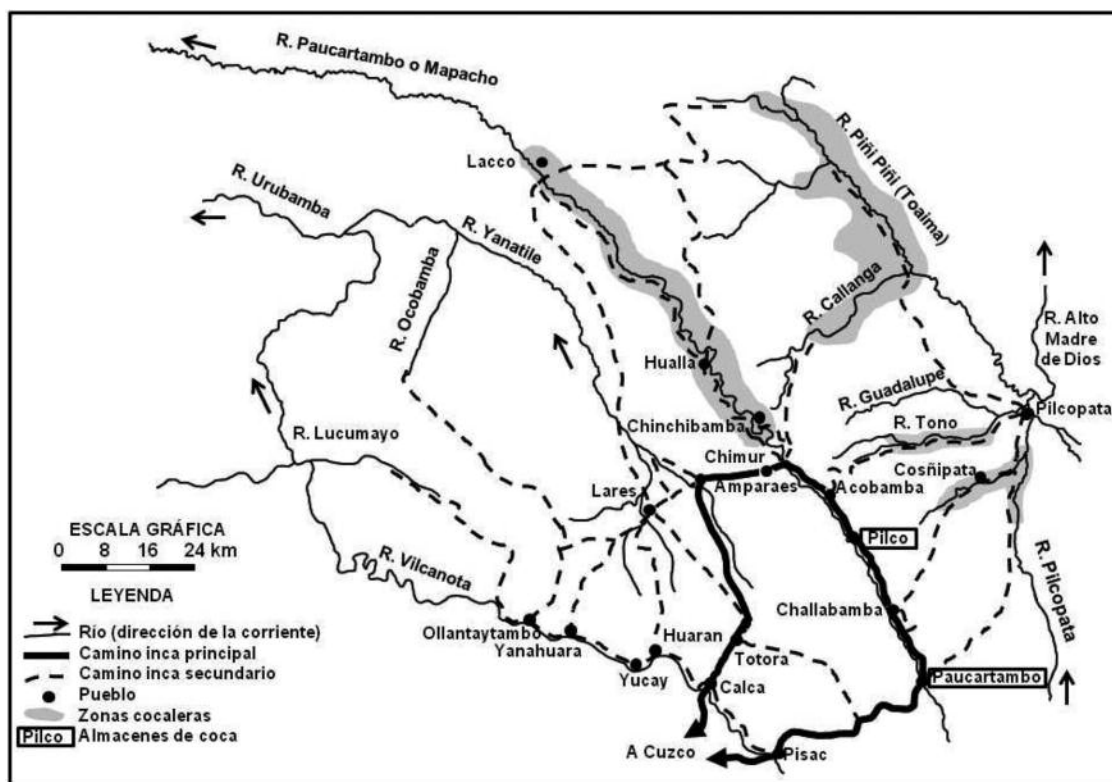 R. Paucartambo o Mapacho
Lacco
R. Piñi Piñi (Toaima)
R. Urubamba
R. Yanatile
R. Ocobamba
R. Callanga
R. Alto
Madre
de Dios
Hualla
R. Guadalupe
Pilcopata
Chinchibamba
R. Tono
R. Lucumayo
Chimur
Cosñipata
Amparaes
Acobamba
Lares
ESCALA GRÁFICA
0 8 16 24 km
Pilco
R. Vilcanota
R. Pilcopata
LEYENDA
Río (dirección de la corriente)
Camino inca principal
Camino inca secundario
Pueblo
Zonas cocaleras
Pilco Almacenes de coca
Challabamba
Ollantaytambo
Yanahuara
Huaran
Totora
Yucay
Paucartambo
Calca
A Cuzco
Pisac